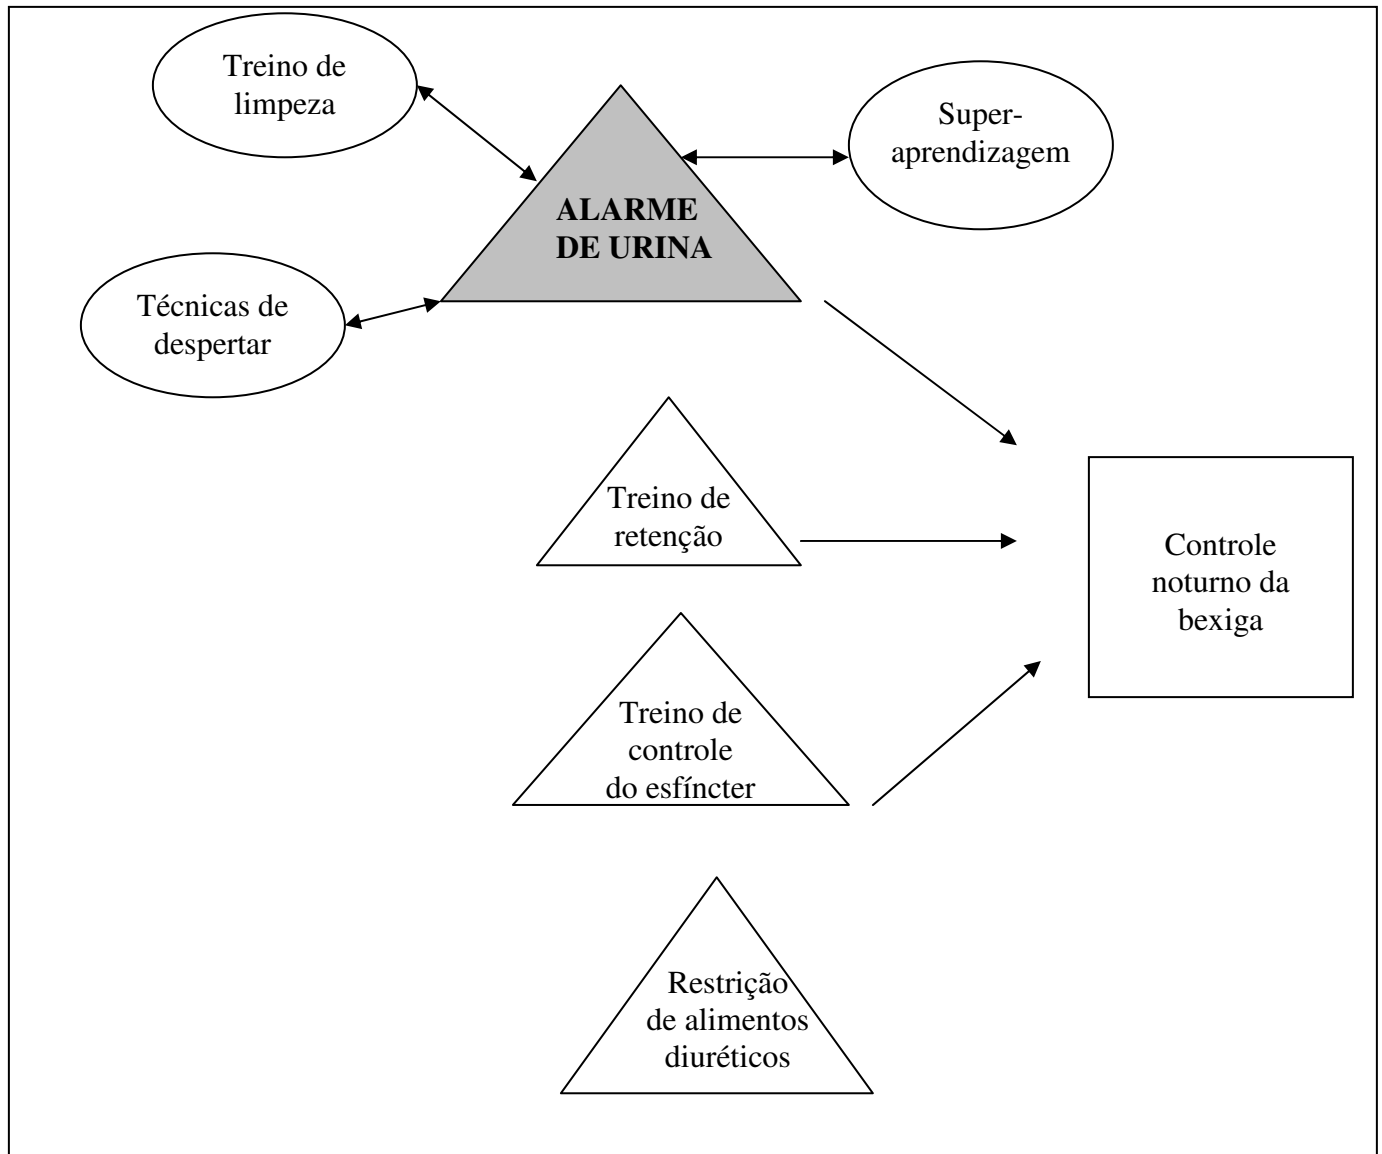 Treino de
limpeza
Super-
aprendizagem
ALARME
DE URINA
Técnicas de
despertar
Treino de
retenção
Controle
noturno da
bexiga
Treino de
controle
do esfíncter
Restrição
de alimentos
diuréticos